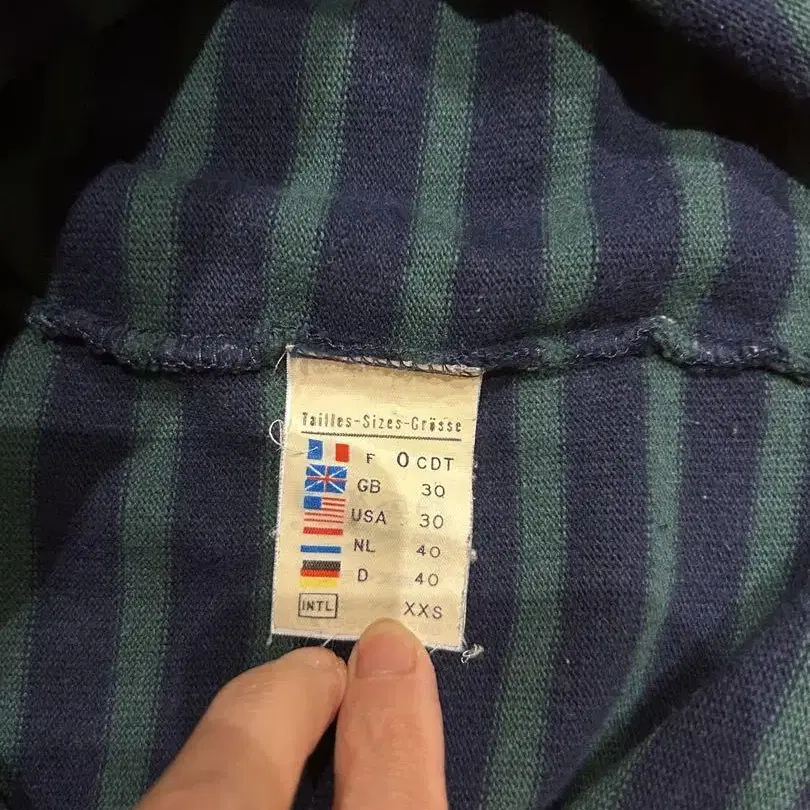 Tailles-Sizes-Grösse
F 0 CDT
GB 30
USA 30
NL 40
D 40
INTL XXS